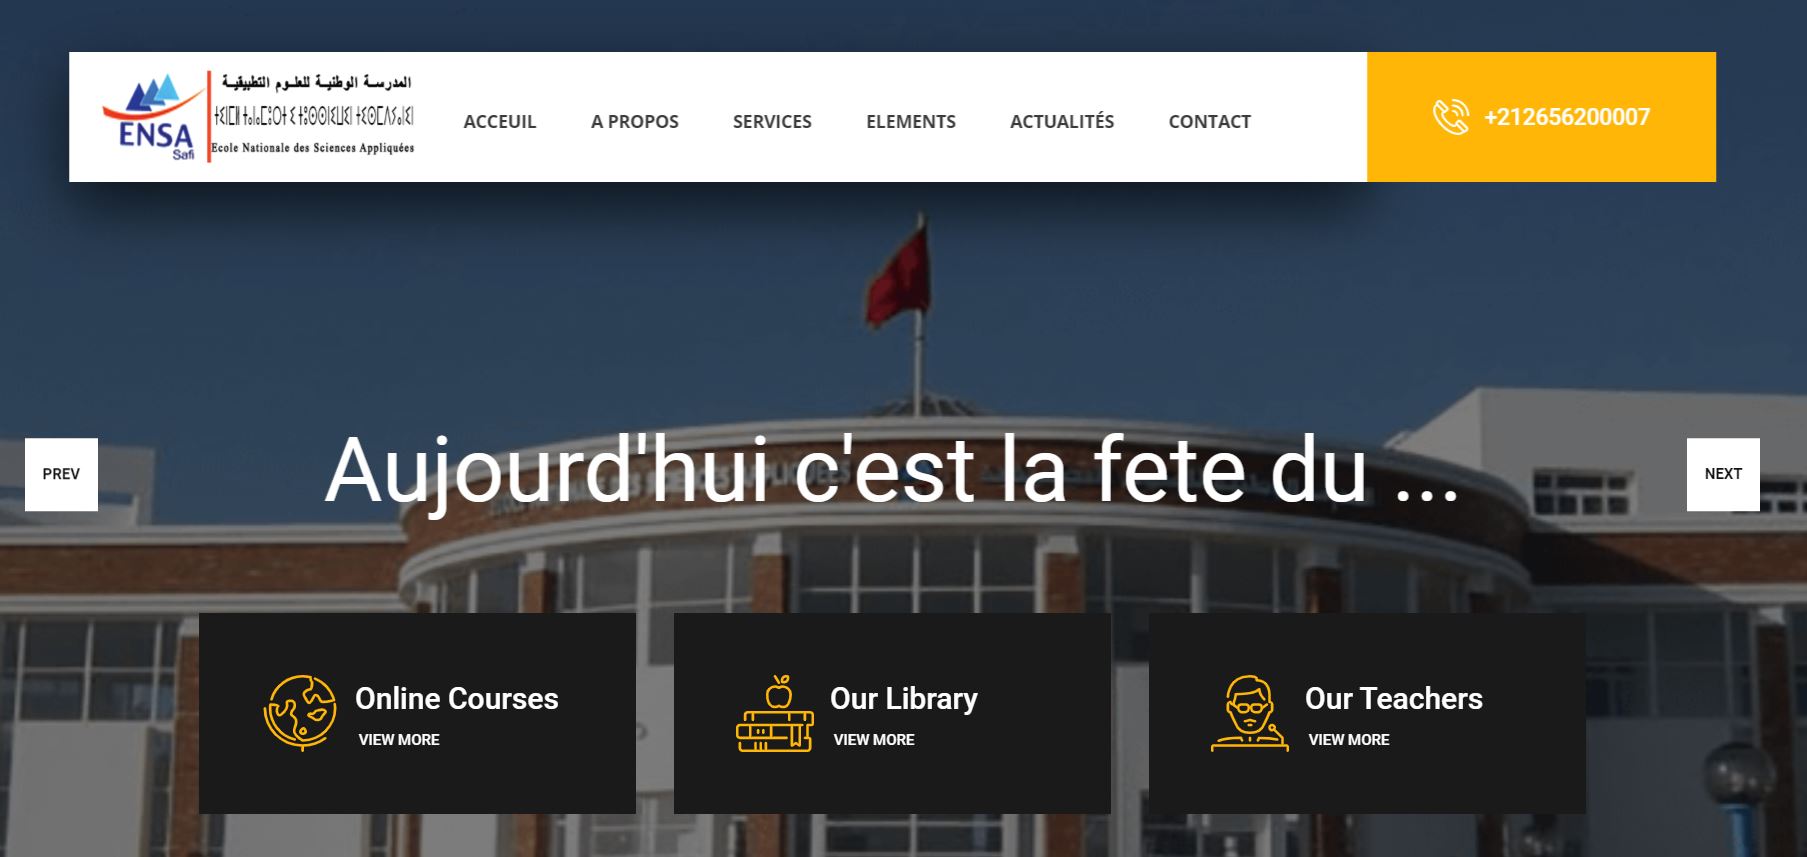 المدرسة الوطنية للعلوم التطبيقية
ENSA
Safi
Ecole Nationale des Sciences Appliquées
ACCEUIL
A PROPOS
SERVICES
ELEMENTS
ACTUALITÉS
CONTACT
+212656200007
PREV
Aujourd'hui c'est la fete du ...
NEXT
Online Courses
VIEW MORE
Our Library
VIEW MORE
Our Teachers
VIEW MORE